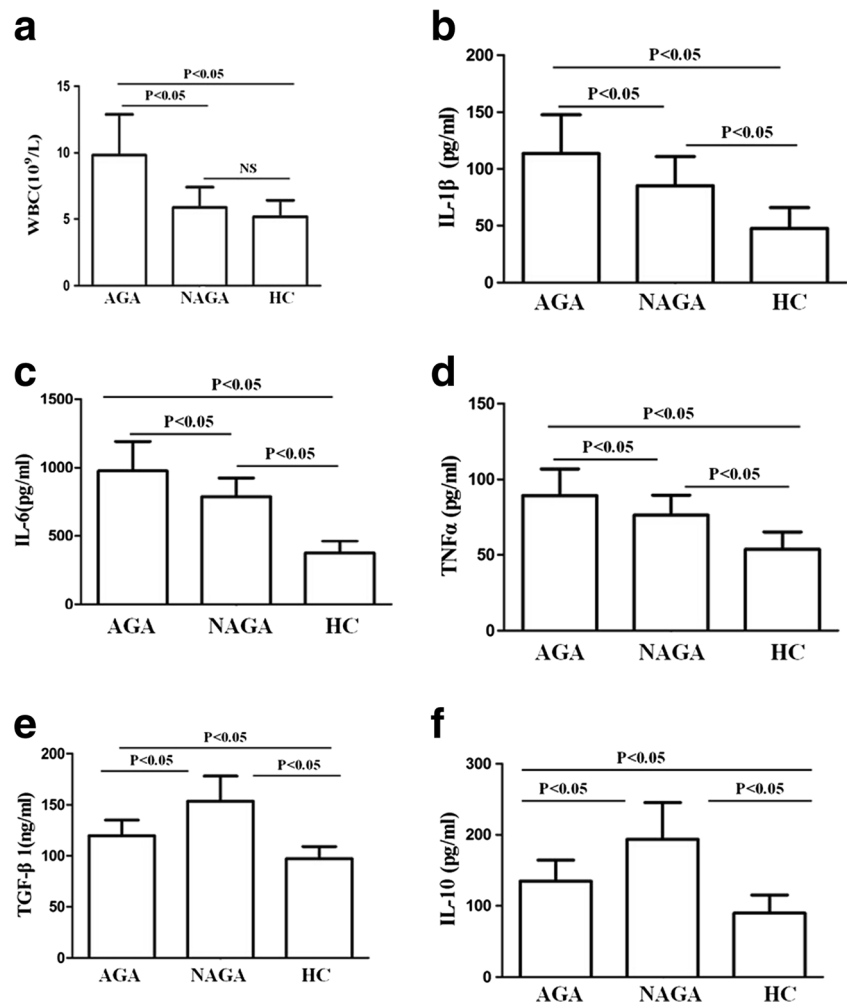 a
P<0.05
P<0.05
NS
WBC(10⁹/L)
15
10
5
0
AGA NAGA HC
b
P<0.05
P<0.05
P<0.05
IL-1β (pg/ml)
200
150
100
50
0
AGA NAGA HC
c
P<0.05
P<0.05
P<0.05
IL-6(pg/ml)
1500
1000
500
0
AGA NAGA HC
d
P<0.05
P<0.05
P<0.05
TNFα (pg/ml)
150
100
50
0
AGA NAGA HC
e
P<0.05
P<0.05 P<0.05
TGF-β 1(ng/ml)
200
150
100
50
0
AGA NAGA HC
f
P<0.05
P<0.05 P<0.05
IL-10 (pg/ml)
300
200
100
0
AGA NAGA HC